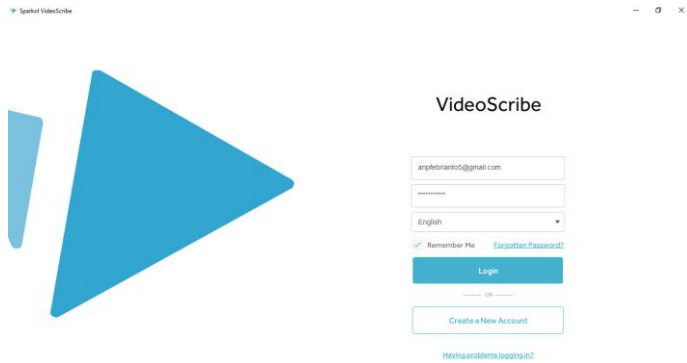 Sparkol VideoScribe
VideoScribe
aripfebrianto5@gmail.com
***********
English
Remember Me Forgotten Password?
Login
OR
Create a New Account
Having problems logging in?